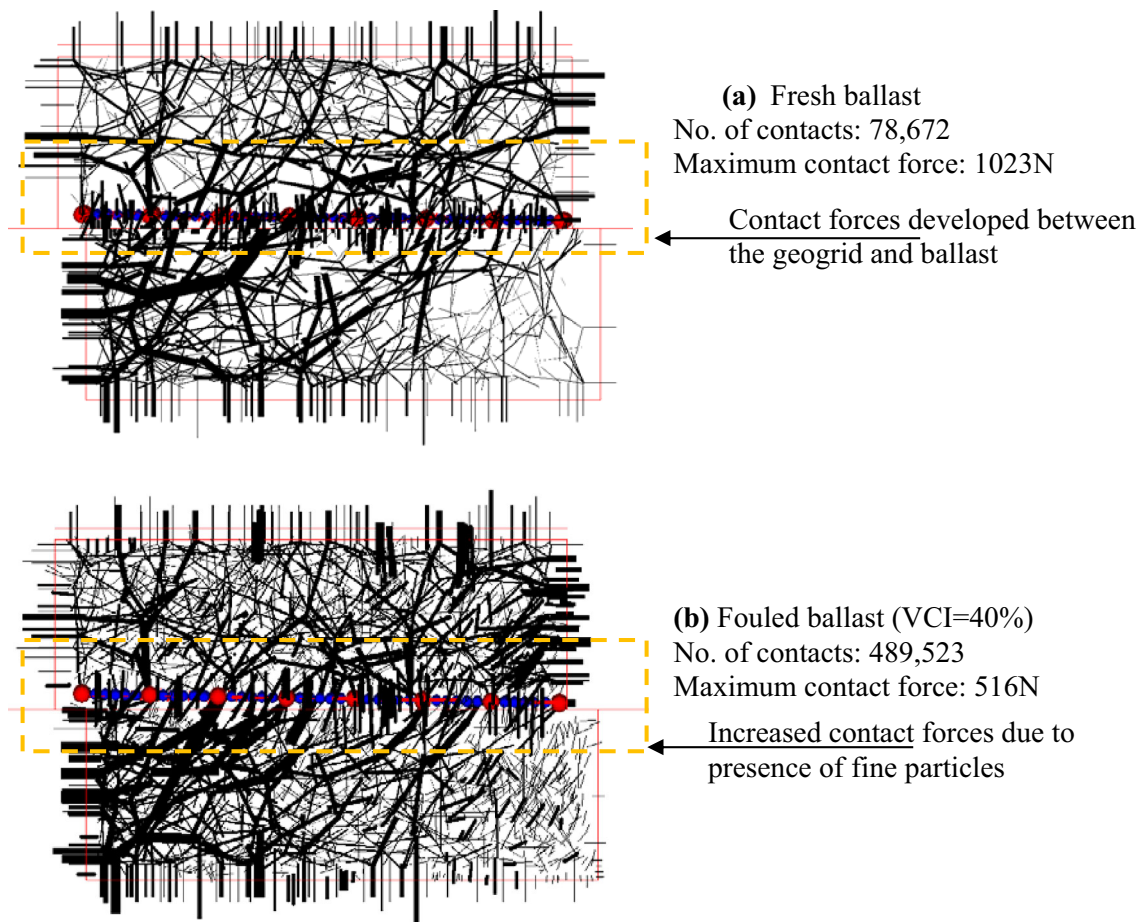 (a) Fresh ballast
No. of contacts: 78,672
Maximum contact force: 1023N
Contact forces developed between
the geogrid and ballast
(b) Fouled ballast (VCI=40%)
No. of contacts: 489,523
Maximum contact force: 516N
Increased contact forces due to
presence of fine particles